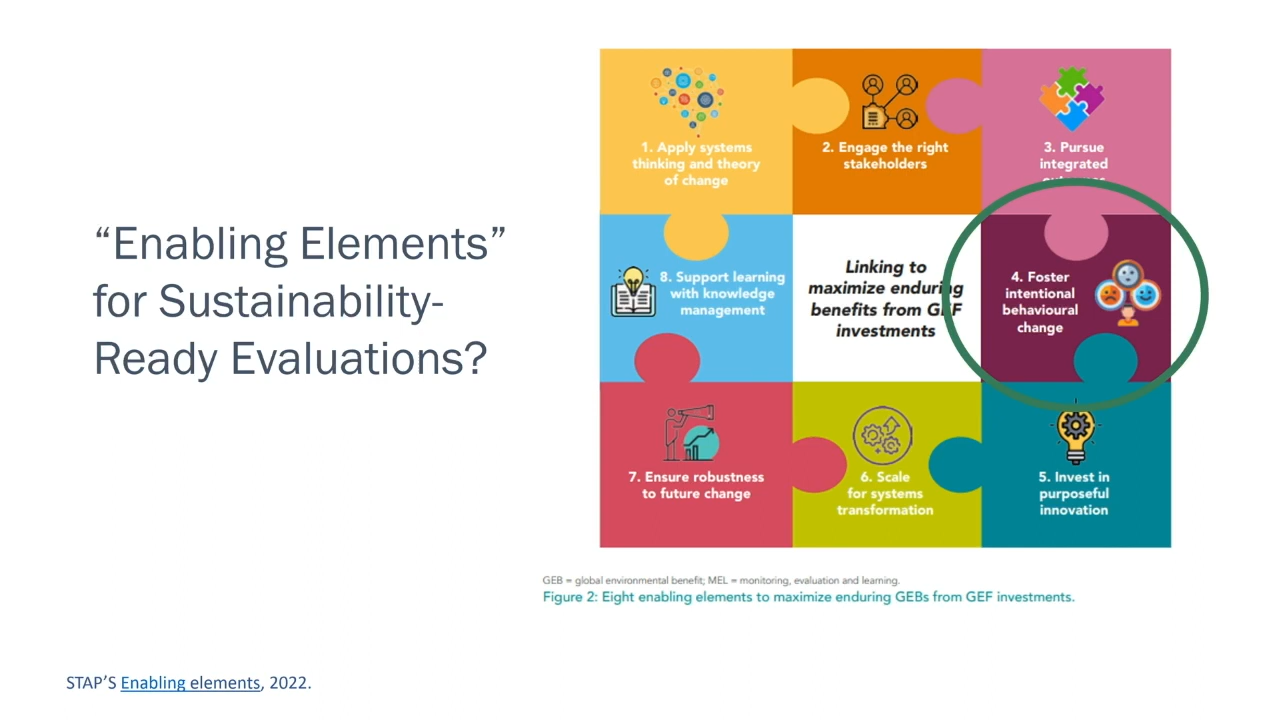 “Enabling Elements”
for Sustainability-
Ready Evaluations?
1. Apply systems
thinking and theory
of change
2. Engage the right
stakeholders
3. Pursue
integrated
8. Support learning
with knowledge
management
Linking to
maximize enduring
benefits from GEF
investments
4. Foster
intentional
behavioural
change
7. Ensure robustness
to future change
6. Scale
for systems
transformation
5. Invest in
purposeful
innovation
GEB = global environmental benefit; MEL = monitoring, evaluation and learning.
Figure 2: Eight enabling elements to maximize enduring GEBs from GEF investments.
STAP’S Enabling elements, 2022.